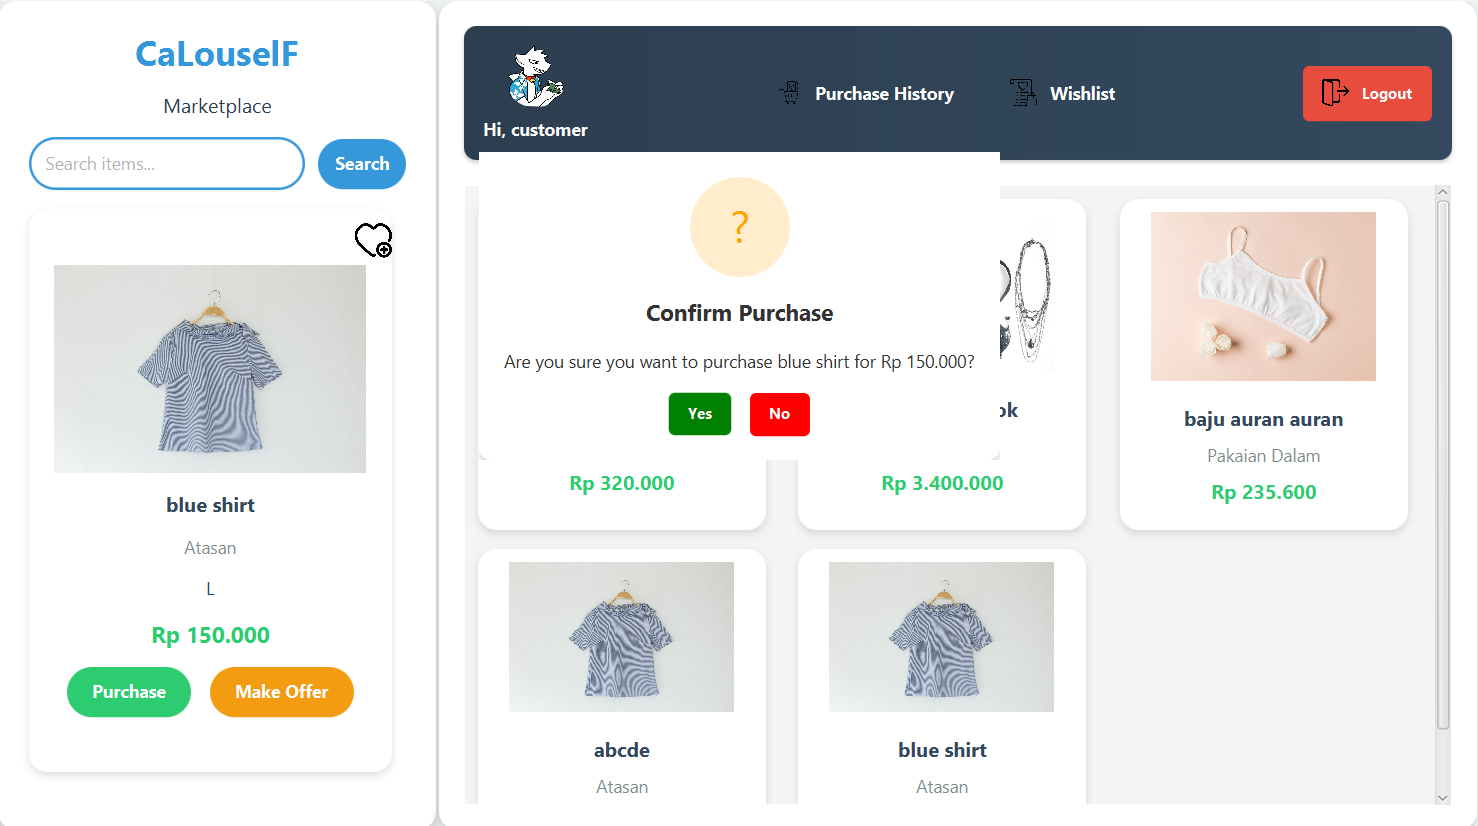 CaLouselF
Marketplace
Search items...
Search
blue shirt
Atasan
L
Rp 150.000
Purchase
Make Offer
Hi, customer
Purchase History
Wishlist
Logout
?
Confirm Purchase
Are you sure you want to purchase blue shirt for Rp 150.000?
Yes
No
Rp 320.000
Rp 3.400.000
baju auran auran
Pakaian Dalam
Rp 235.600
abcde
Atasan
blue shirt
Atasan